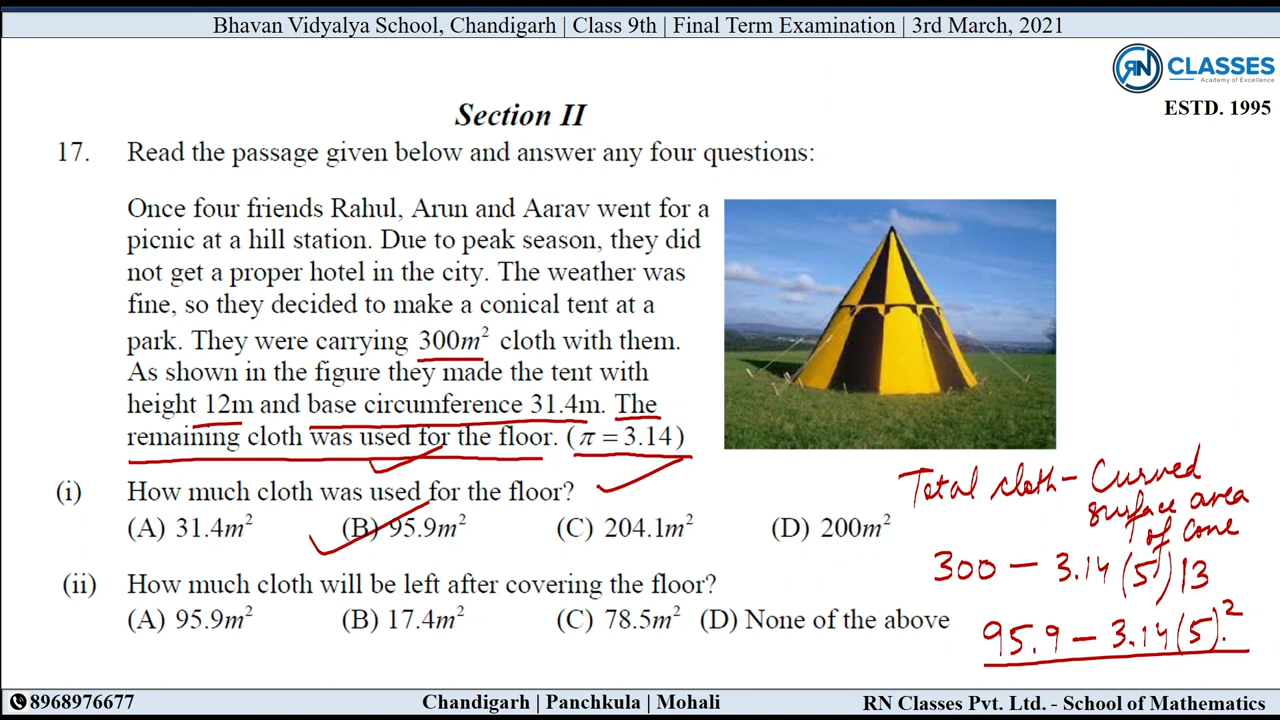 Bhavan Vidyalya School, Chandigarh | Class 9th | Final Term Examination | 3rd March, 2021
RN CLASSES
Academy of Excellence
ESTD. 1995
Section II
17. Read the passage given below and answer any four questions:
Once four friends Rahul, Arun and Aarav went for a
picnic at a hill station. Due to peak season, they did
not get a proper hotel in the city. The weather was
fine, so they decided to make a conical tent at a
park. They were carrying 300m² cloth with them.
As shown in the figure they made the tent with
height 12m and base circumference 31.4m. The
remaining cloth was used for the floor. (π = 3.14)
(i) How much cloth was used for the floor?
(A) 31.4m² (B) 95.9m² (C) 204.1m² (D) 200m²
(ii) How much cloth will be left after covering the floor?
(A) 95.9m² (B) 17.4m² (C) 78.5m² (D) None of the above
Total cloth - Curved
surface area
of cone
300 - 3.14 (5) 13
95.9 - 3.14 (5)².
8968976677
Chandigarh | Panchkula | Mohali
RN Classes Pvt. Ltd. - School of Mathematics